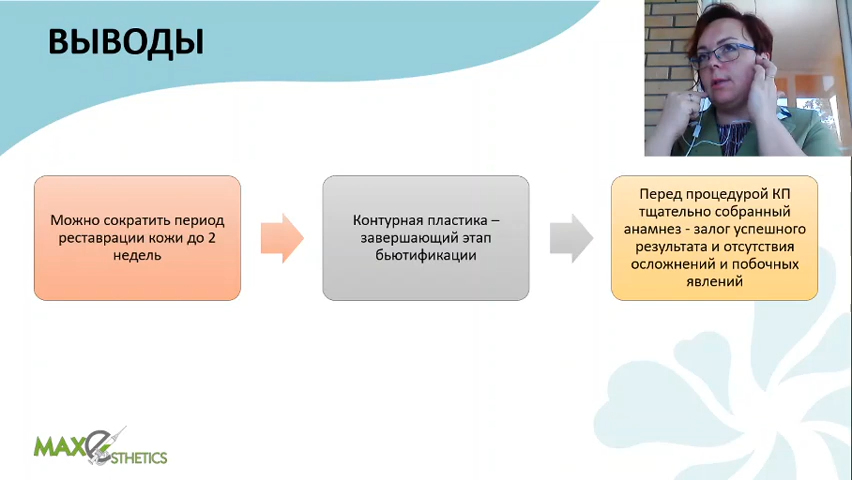 ВЫВОДЫ
Можно сократить период
реставрации кожи до 2
недель
Контурная пластика –
завершающий этап
бьютификации
Перед процедурой КП
тщательно собранный
анамнез - залог успешного
результата и отсутствия
осложнений и побочных
явлений
MAX
eSTHETICS